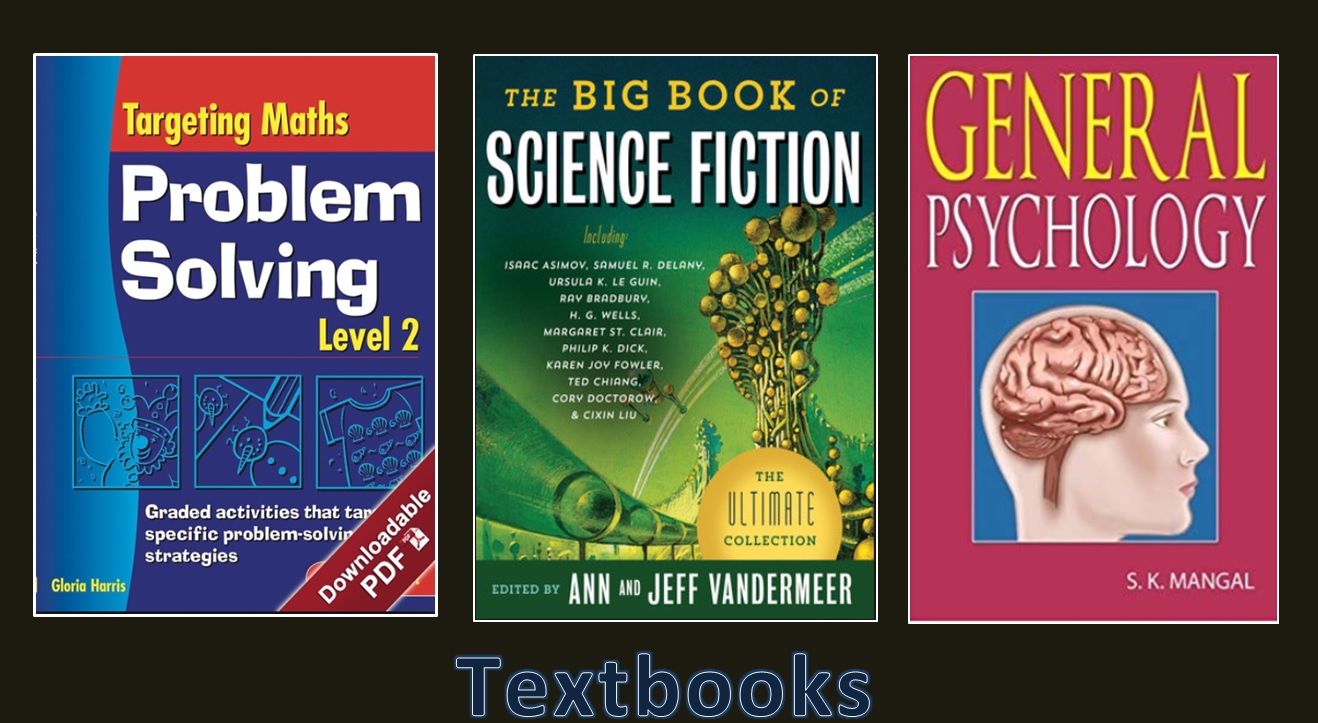 Targeting Maths
Problem
Solving
Level 2
Graded activities that
specific
strategies
Downloadable
PDF
Gloria Harris
THE BIG BOOK OF
SCIENCE FICTION
Including:
ISAAC ASIMOV, SAMUEL R. DELANY,
URSULA K. LE GUIN,
RAY BRADBURY,
H. G. WELLS,
MARGARET ST. CLAIR,
PHILIP K. DICK,
KAREN JOY FOWLER,
TED CHIANG,
CORY DOCTOROW,
& CIXIN LIU
THE
ULTIMATE
COLLECTION
EDITED BY ANN AND JEFF VANDERMEER
GENERAL
PSYCHOLOGY
S. K. MANGAL
Textbooks